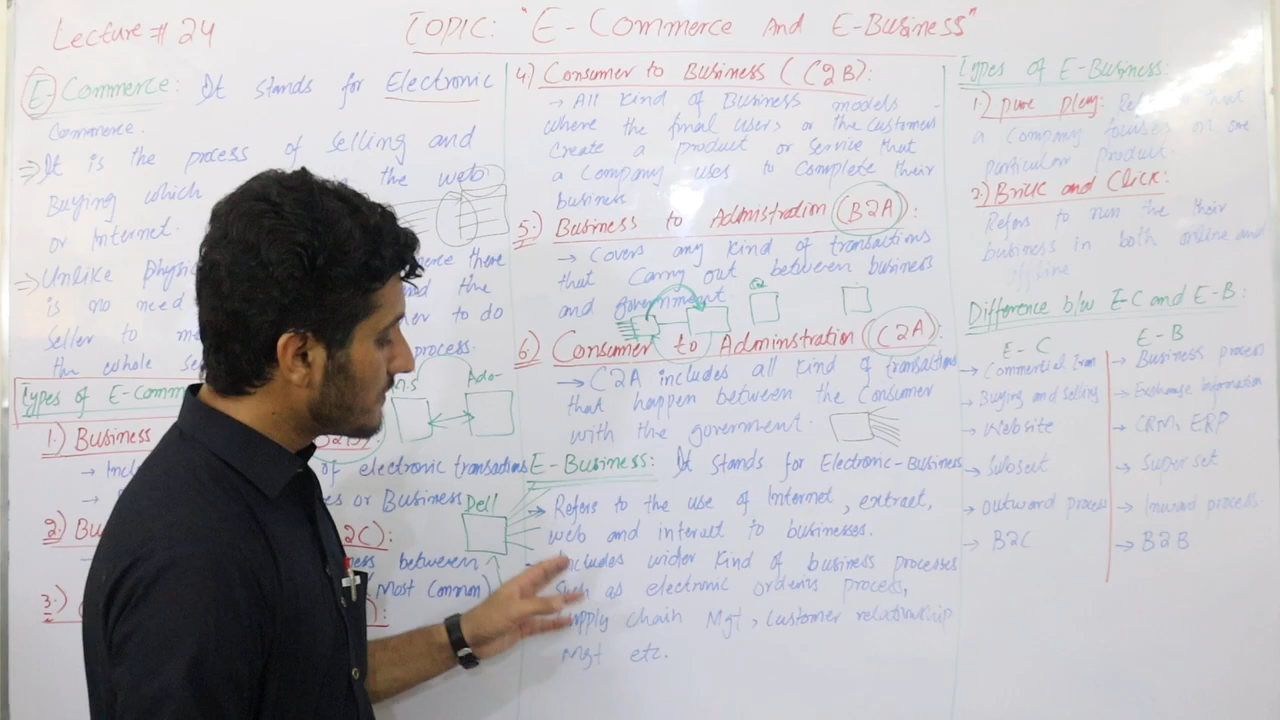 Lecture # 24
TOPIC: "E-Commerce And E-Business"
E-Commerce: It stands for Electronic
Commerce.
⇒ It is the process of selling and
Buying which the web
or Internet.
⇒ Unlike there
is no need the
seller to to do
the whole process.
Types of E-Comm
1.) Business
→ of electronic transactions
→ or Business
2.) Bu 2C):
between
(Most Common)
3.) ):
Ado-
Dell
4) Consumer to Business (C2B):
→ All kind of Business models
where the final users or the customers
Create a product or service that
a company uses to complete their
business
5.) Business to Adminstration (B2A):
→ Covers any kind of transactions
that carry out between business
and government
6.) Consumer to Adminstration (C2A):
→ C2A includes all kind of transactions
that happen between the Consumer
with the government.
E-Business: It stands for Electronic-Business
→ Refers to the use of Internet, extract,
web and interut to businesses.
includes wider kind of business processes
Such as electronic orderns process,
supply chain Mgt, customer relationship
Mgt etc.
Types of E-Business:
1.) pure play: that
a company focuses on one
particular product.
2) Brick and Click:
Refers to run the their
business in both online and
offline
Difference b/w E-C and E-B:
E-C E-B
→ → Business process
→ Buying and selling → Exchange Information
→ Website → CRM, ERP
→ Subset → Super set
→ outward process → Inward process.
→ B2C → B2B